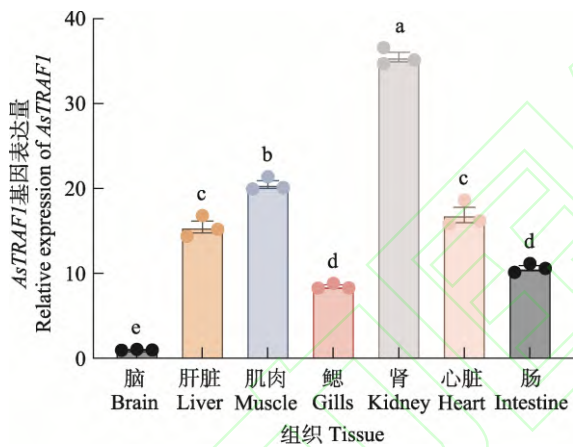 AsTRAF1基因表达量
Relative expression of AsTRAF1
40
30
20
10
0
e
c
b
d
a
c
d
脑 肝脏 肌肉 鳃 肾 心脏 肠
Brain Liver Muscle Gills Kidney Heart Intestine
组织 Tissue